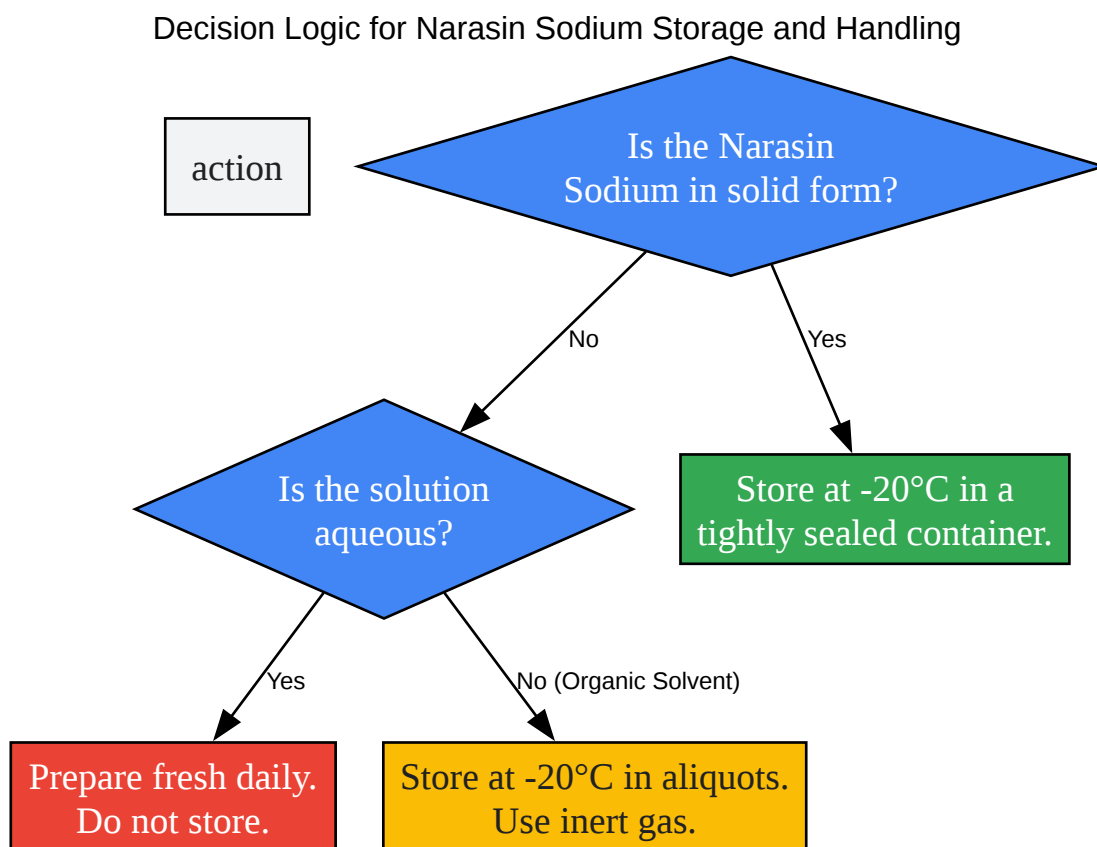 Decision Logic for Narasin Sodium Storage and Handling
action
Is the Narasin
Sodium in solid form?
No
Yes
Is the solution
aqueous?
Store at -20°C in a
tightly sealed container.
Yes
No (Organic Solvent)
Prepare fresh daily.
Do not store.
Store at -20°C in aliquots.
Use inert gas.